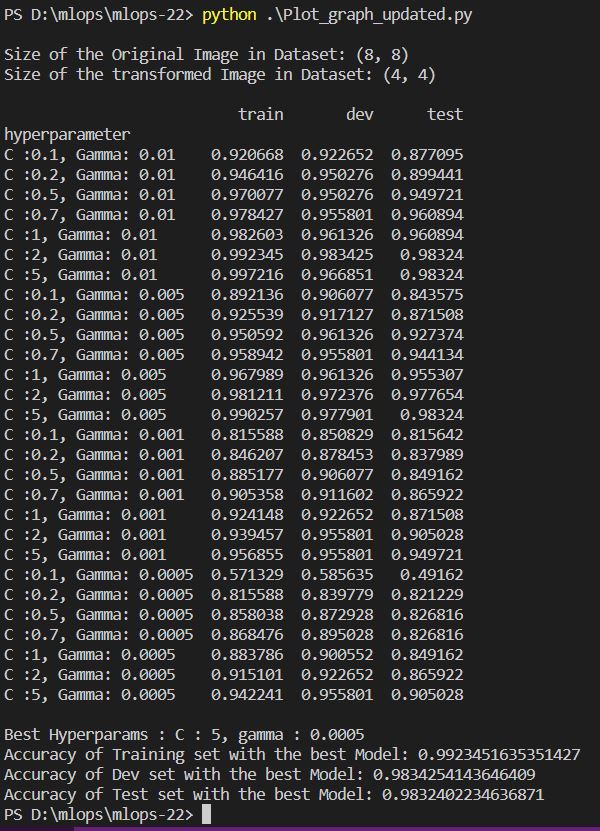 PS D:\mlops\mlops-22> python .\Plot_graph_updated.py
Size of the Original Image in Dataset: (8, 8)
Size of the transformed Image in Dataset: (4, 4)
train dev test
hyperparameter
C :0.1, Gamma: 0.01 0.920668 0.922652 0.877095
C :0.2, Gamma: 0.01 0.946416 0.950276 0.899441
C :0.5, Gamma: 0.01 0.970077 0.950276 0.949721
C :0.7, Gamma: 0.01 0.978427 0.955801 0.960894
C :1, Gamma: 0.01 0.982603 0.961326 0.960894
C :2, Gamma: 0.01 0.992345 0.983425 0.98324
C :5, Gamma: 0.01 0.997216 0.966851 0.98324
C :0.1, Gamma: 0.005 0.892136 0.906077 0.843575
C :0.2, Gamma: 0.005 0.925539 0.917127 0.871508
C :0.5, Gamma: 0.005 0.950592 0.961326 0.927374
C :0.7, Gamma: 0.005 0.958942 0.955801 0.944134
C :1, Gamma: 0.005 0.967989 0.961326 0.955307
C :2, Gamma: 0.005 0.981211 0.972376 0.977654
C :5, Gamma: 0.005 0.990257 0.977901 0.98324
C :0.1, Gamma: 0.001 0.815588 0.850829 0.815642
C :0.2, Gamma: 0.001 0.846207 0.878453 0.837989
C :0.5, Gamma: 0.001 0.885177 0.906077 0.849162
C :0.7, Gamma: 0.001 0.905358 0.911602 0.865922
C :1, Gamma: 0.001 0.924148 0.922652 0.871508
C :2, Gamma: 0.001 0.939457 0.955801 0.905028
C :5, Gamma: 0.001 0.956855 0.955801 0.949721
C :0.1, Gamma: 0.0005 0.571329 0.585635 0.49162
C :0.2, Gamma: 0.0005 0.815588 0.839779 0.821229
C :0.5, Gamma: 0.0005 0.858038 0.872928 0.826816
C :0.7, Gamma: 0.0005 0.868476 0.895028 0.826816
C :1, Gamma: 0.0005 0.883786 0.900552 0.849162
C :2, Gamma: 0.0005 0.915101 0.922652 0.865922
C :5, Gamma: 0.0005 0.942241 0.955801 0.905028
Best Hyperparams : C : 5, gamma : 0.0005
Accuracy of Training set with the best Model: 0.9923451635351427
Accuracy of Dev set with the best Model: 0.9834254143646409
Accuracy of Test set with the best Model: 0.9832402234636871
PS D:\mlops\mlops-22>